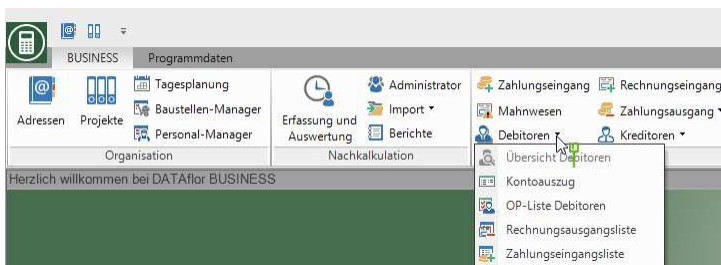 BUSINESS Programmdaten
Adressen
Projekte
Tagesplanung
Baustellen-Manager
Personal-Manager
Organisation
Erfassung und
Auswertung
Administrator
Import
Berichte
Nachkalkulation
Zahlungseingang
Mahnwesen
Debitoren
Rechnungseingang
Zahlungsausgang
Kreditoren
Herzlich willkommen bei DATAflor BUSINESS
Übersicht Debitoren
Kontoauszug
OP-Liste Debitoren
Rechnungsausgangsliste
Zahlungseingangsliste